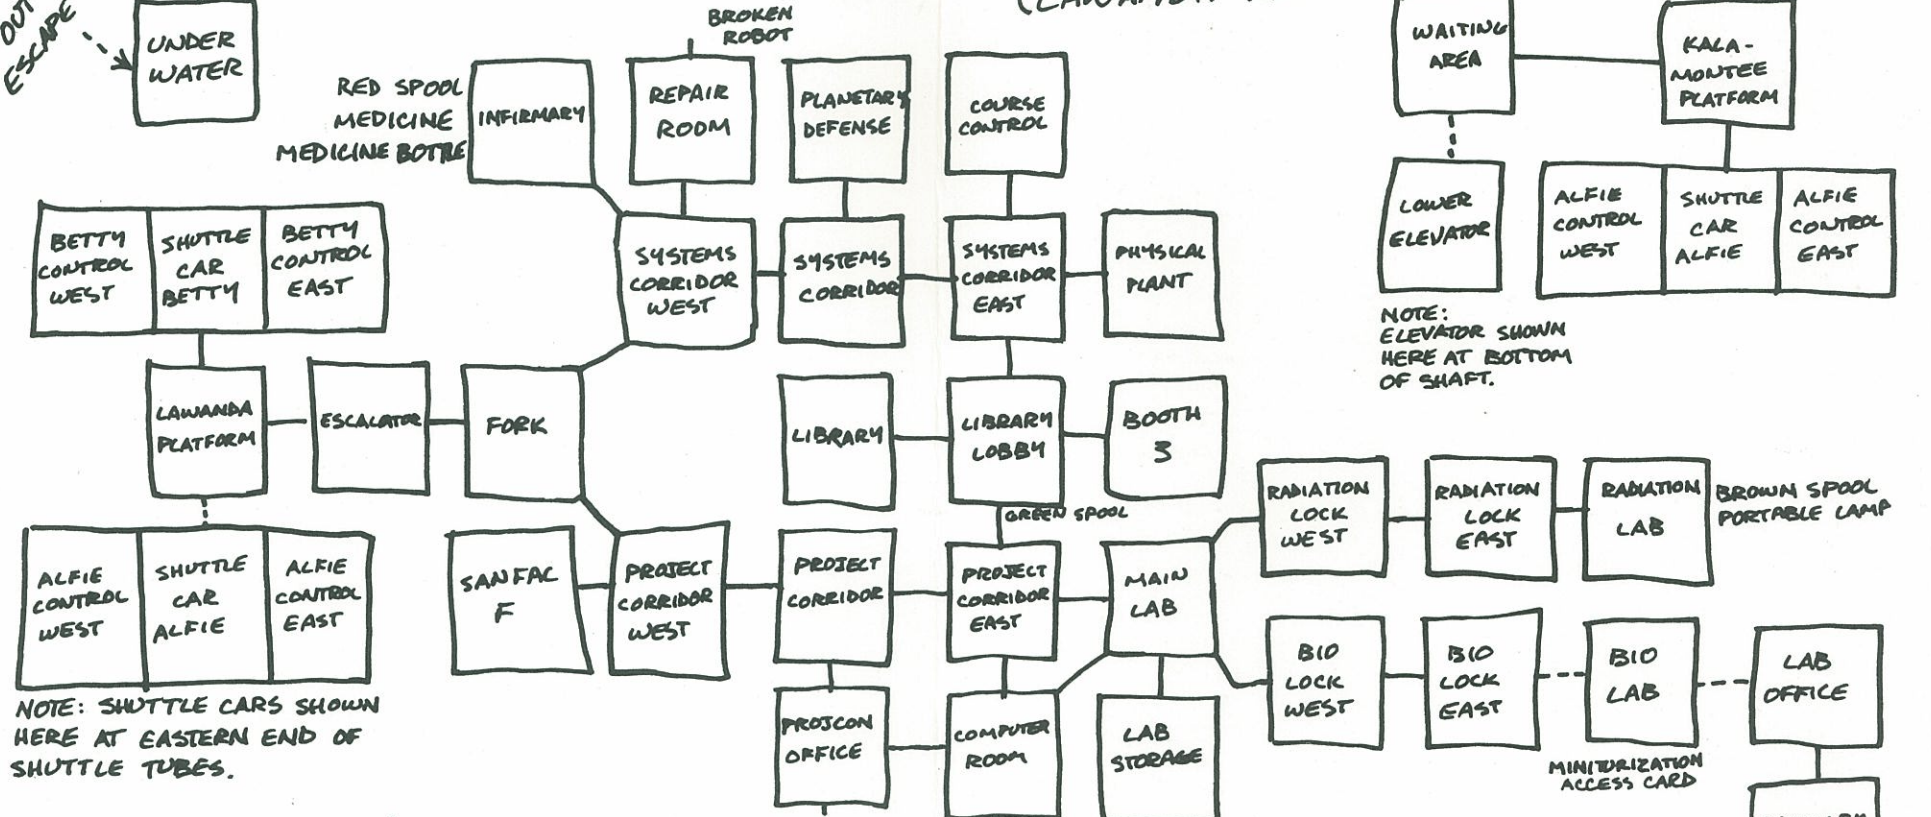 OUT
ESCAPE
UNDER
WATER
BROKEN
ROBOT
RED SPOOL
MEDICINE
MEDICINE BOTTLE
INFIRMARY
REPAIR
ROOM
PLANETARY
DEFENSE
COURSE
CONTROL
WAITING
AREA
KALA-
MONTEE
PLATFORM
BETTY
CONTROL
WEST
SHUTTLE
CAR
BETTY
BETTY
CONTROL
EAST
SYSTEMS
CORRIDOR
WEST
SYSTEMS
CORRIDOR
SYSTEMS
CORRIDOR
EAST
PHYSICAL
PLANT
LOWER
ELEVATOR
ALFIE
CONTROL
WEST
SHUTTLE
CAR
ALFIE
ALFIE
CONTROL
EAST
NOTE:
ELEVATOR SHOWN
HERE AT BOTTOM
OF SHAFT.
LAWANDA
PLATFORM
ESCALATOR
FORK
LIBRARY
LIBRARY
LOBBY
BOOTH
3
GREEN SPOOL
RADIATION
LOCK
WEST
RADIATION
LOCK
EAST
RADIATION
LAB
BROWN SPOOL
PORTABLE LAMP
ALFIE
CONTROL
WEST
SHUTTLE
CAR
ALFIE
ALFIE
CONTROL
EAST
SANFAC
F
PROJECT
CORRIDOR
WEST
PROJECT
CORRIDOR
PROJECT
CORRIDOR
EAST
MAIN
LAB
BIO
LOCK
WEST
BIO
LOCK
EAST
BIO
LAB
LAB
OFFICE
NOTE: SHUTTLE CARS SHOWN
HERE AT EASTERN END OF
SHUTTLE TUBES.
PROJCON
OFFICE
COMPUTER
ROOM
LAB
STORAGE
MINITURIZATION
ACCESS CARD